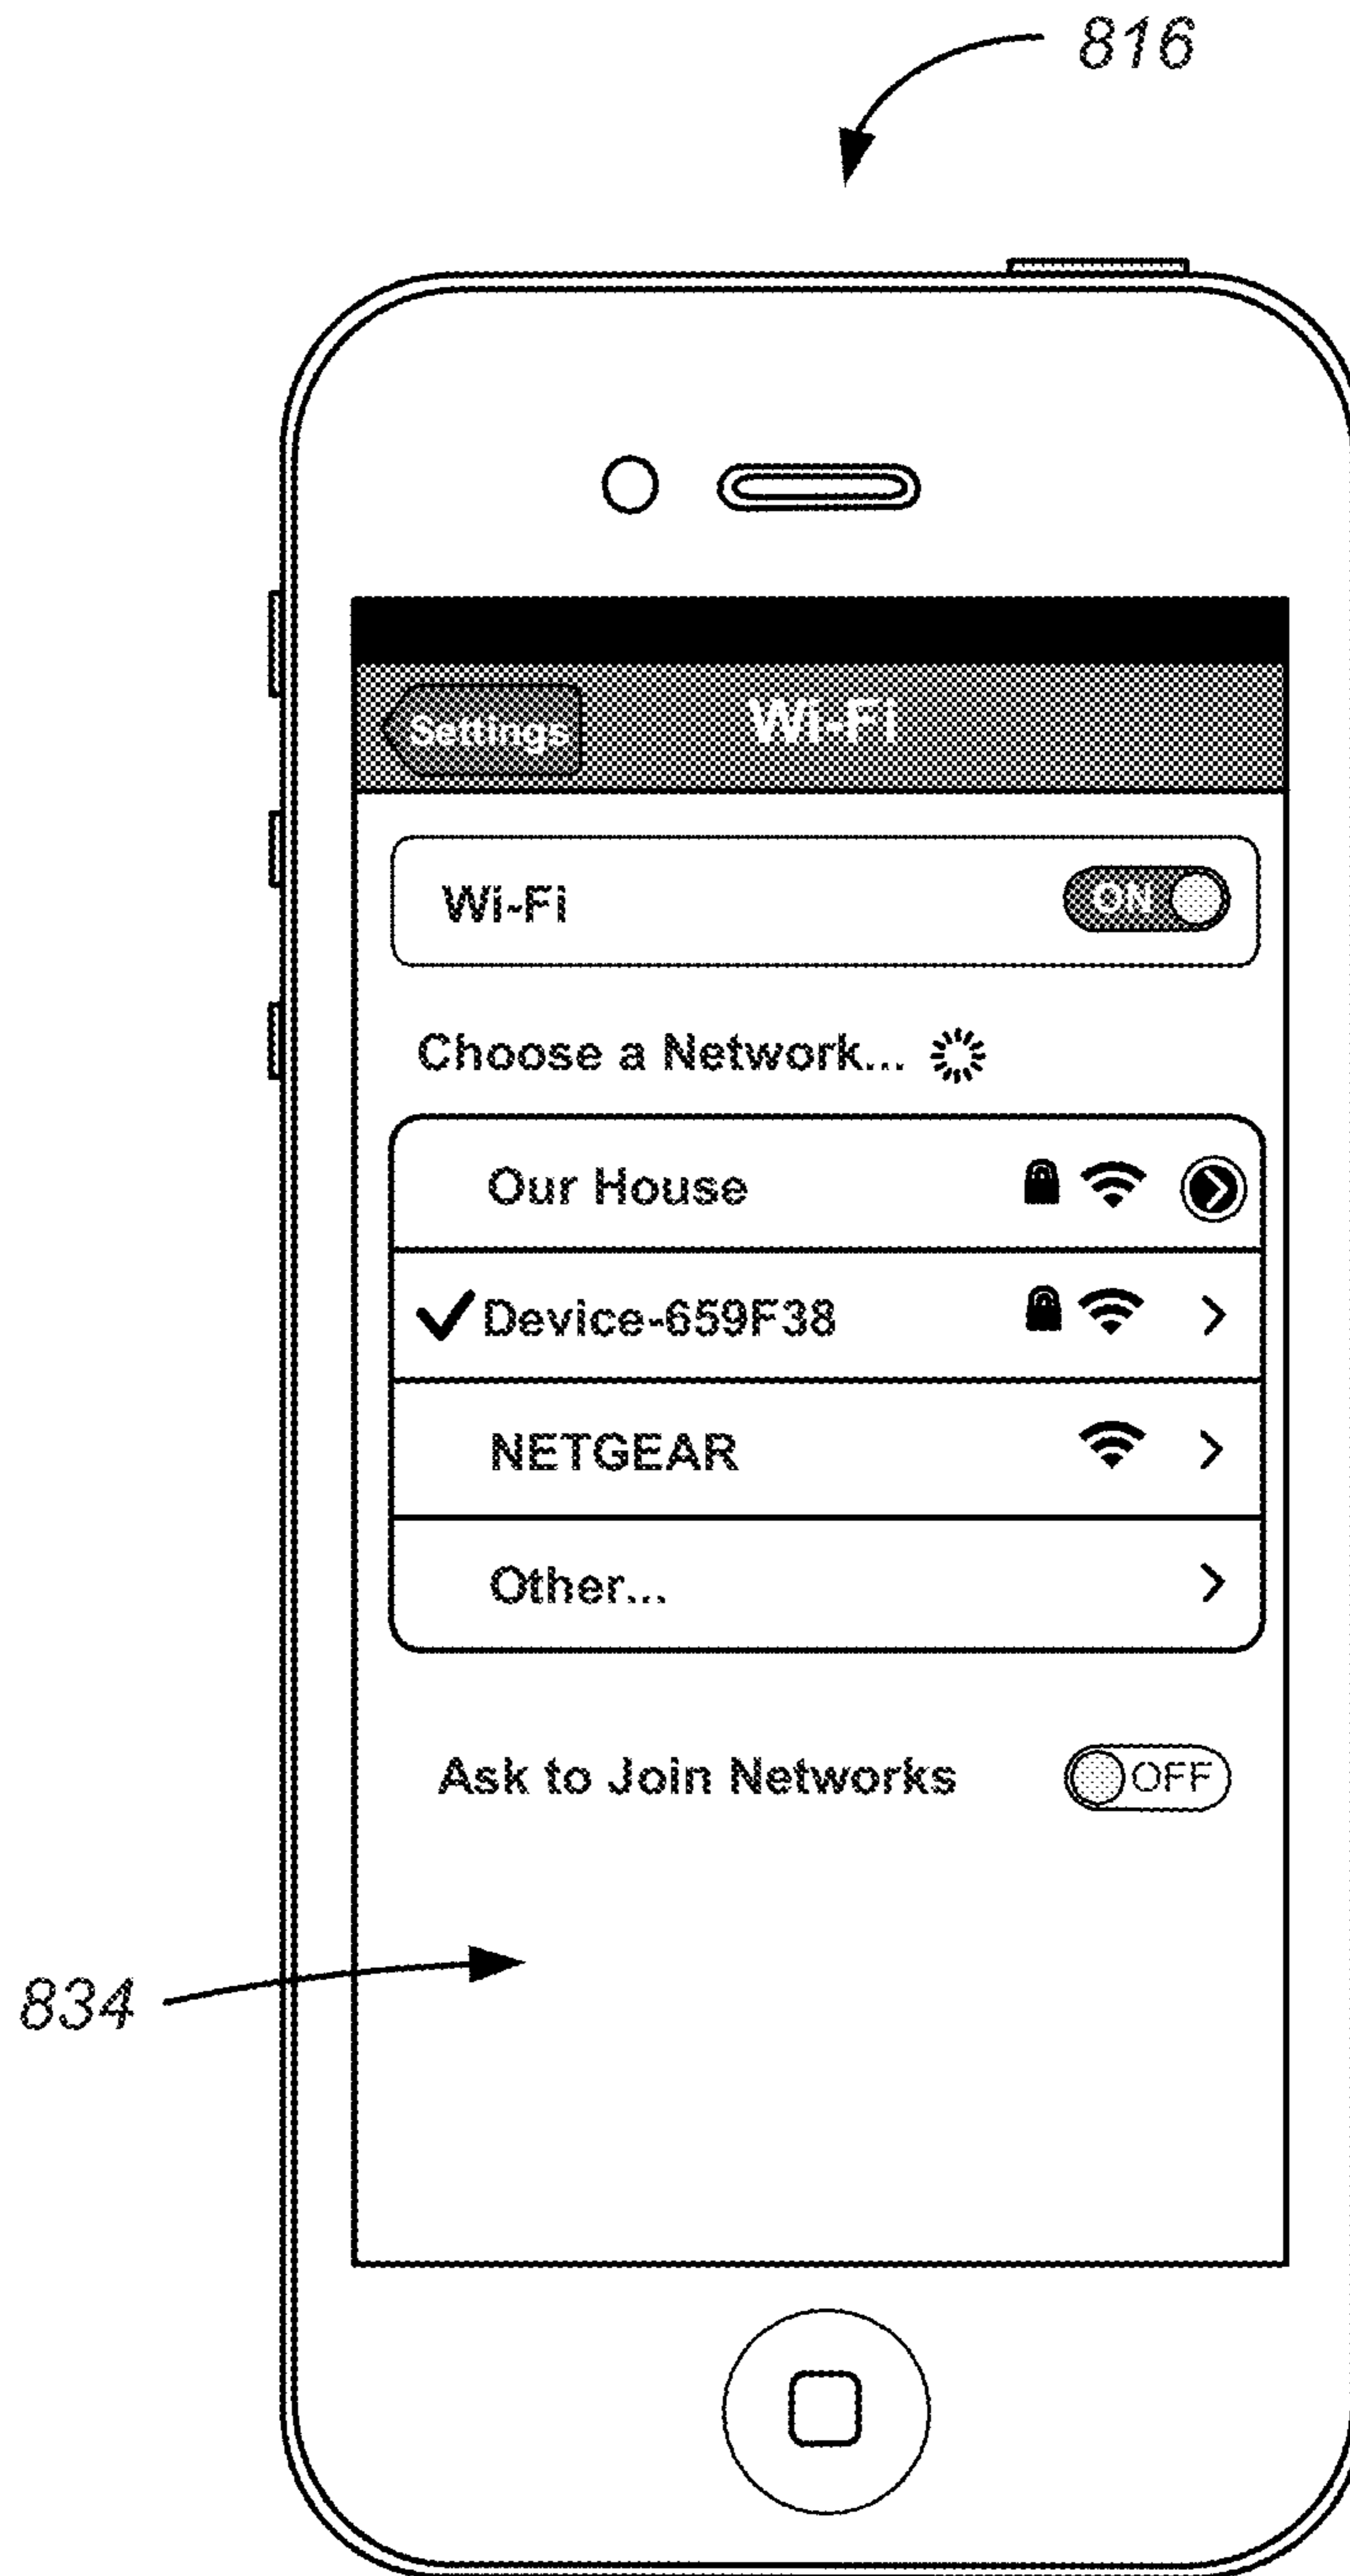 816
Settings
Wi-Fi
Wi-Fi ON
Choose a Network...
Our House
Device-659F38
NETGEAR
Other...
Ask to Join Networks OFF
834